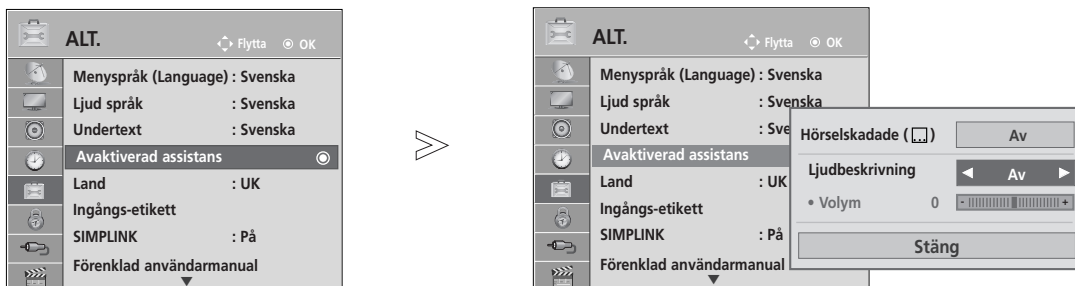 ALT. Flytta OK
Menyspråk (Language) : Svenska
Ljud språk : Svenska
Undertext : Svenska
Avaktiverad assistans
Land : UK
Ingångs-etikett
SIMPLINK : På
Förenklad användarmanual
ALT. Flytta OK
Menyspråk (Language) : Svenska
Ljud språk : Svenska
Undertext : Sve
Avaktiverad assistans
Land : UK
Ingångs-etikett
SIMPLINK : På
Förenklad användarmanual
Hörselskadade ( ... ) Av
Ljudbeskrivning ◀ Av ▶
• Volym 0 - +
Stäng